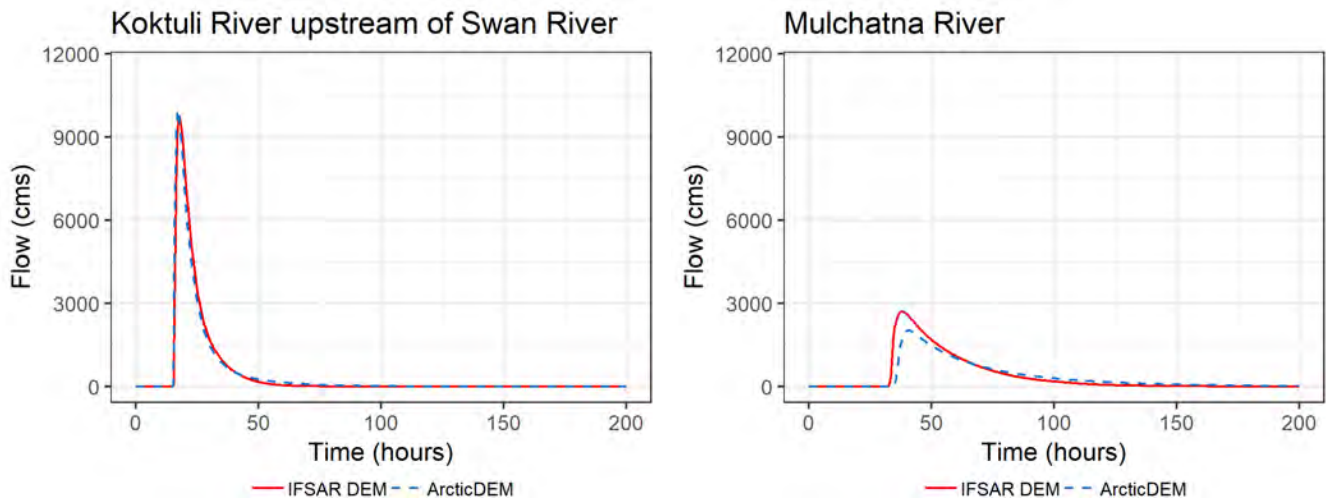 Koktuli River upstream of Swan River
12000
9000
6000
3000
0
Flow (cms)
0 50 100 150 200
Time (hours)
IFSAR DEM ArcticDEM
Mulchatna River
12000
9000
6000
3000
0
Flow (cms)
0 50 100 150 200
Time (hours)
IFSAR DEM ArcticDEM